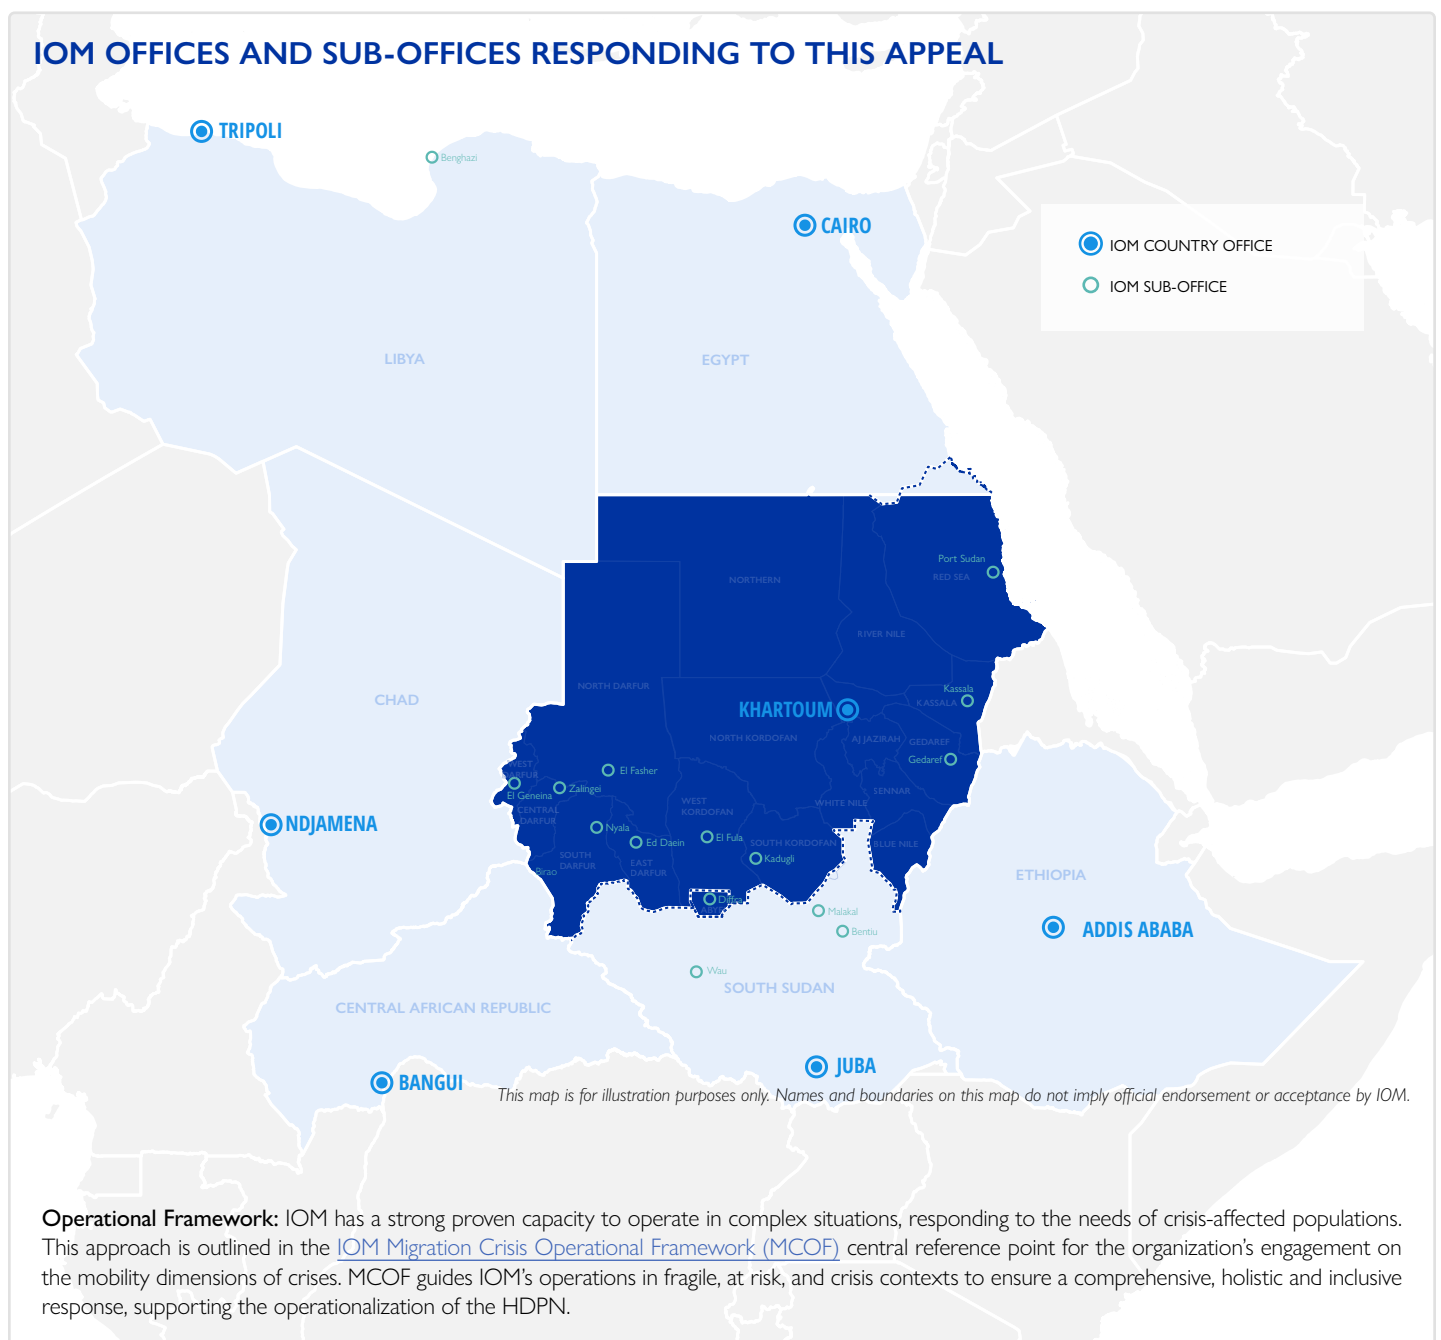 IOM OFFICES AND SUB-OFFICES RESPONDING TO THIS APPEAL
TRIPOLI
Benghazi
CAIRO
IOM COUNTRY OFFICE
IOM SUB-OFFICE
LIBYA
EGYPT
Port Sudan
RED SEA
NORTHERN
RIVER NILE
NORTH DARFUR
CHAD
Kassala
KASSALA
KHARTOUM
NORTH KORDOFAN
AJ JAZIRAH
GEDAREF
Gedaref
WEST
DARFUR
El Fasher
El Geneina
Zalingei
CENTRAL
DARFUR
WEST
KORDOFAN
WHITE NILE
SENNAR
NDJAMENA
Nyala
Ed Daein
El Fula
SOUTH KORDOFAN
BLUE NILE
Kadugli
SOUTH
DARFUR
EAST
DARFUR
Birao
ETHIOPIA
Diffra
Malakal
Bentiu
ADDIS ABABA
Wau
SOUTH SUDAN
CENTRAL AFRICAN REPUBLIC
JUBA
BANGUI
This map is for illustration purposes only. Names and boundaries on this map do not imply official endorsement or acceptance by IOM.
Operational Framework: IOM has a strong proven capacity to operate in complex situations, responding to the needs of crisis-affected populations.
This approach is outlined in the IOM Migration Crisis Operational Framework (MCOF) central reference point for the organization's engagement on
the mobility dimensions of crises. MCOF guides IOM's operations in fragile, at risk, and crisis contexts to ensure a comprehensive, holistic and inclusive
response, supporting the operationalization of the HDPN.